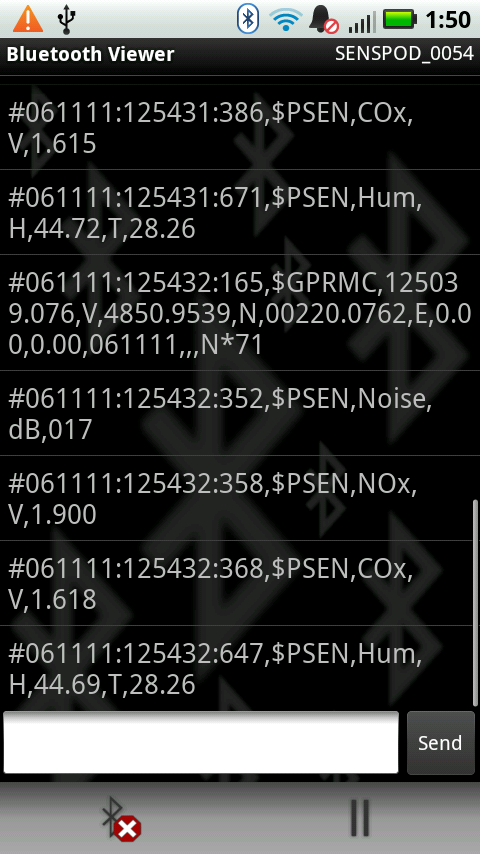 1:50
Bluetooth Viewer
SENSPOD_0054
#061111:125431:386,$PSEN,COx,
V,1.615
#061111:125431:671,$PSEN,Hum,
H,44.72,T,28.26
#061111:125432:165,$GPRMC,12503
9.076,V,4850.9539,N,00220.0762,E,0.0
0,0.00,061111,,,N*71
#061111:125432:352,$PSEN,Noise,
dB,017
#061111:125432:358,$PSEN,NOx,
V,1.900
#061111:125432:368,$PSEN,COx,
V,1.618
#061111:125432:647,$PSEN,Hum,
H,44.69,T,28.26
Send